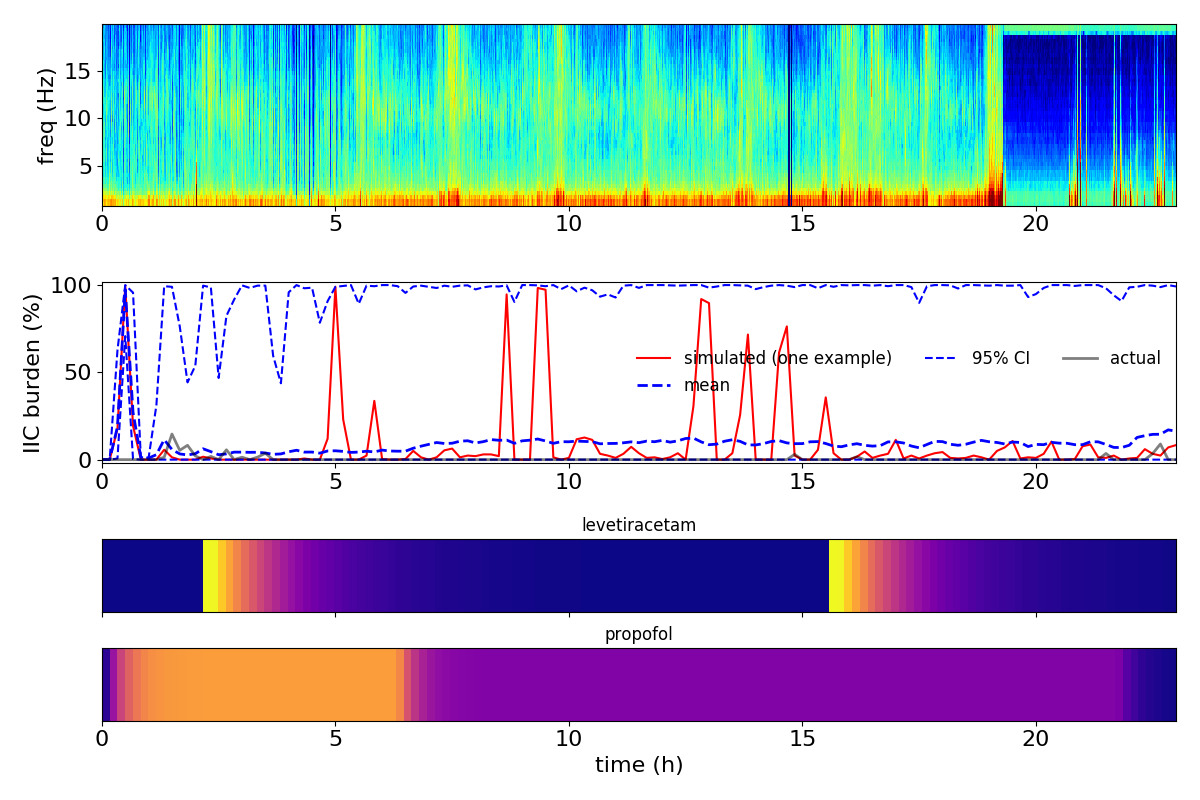 freq (Hz)
15
10
5
0 5 10 15 20
IIC burden (%)
100
50
0
simulated (one example)
95% CI
actual
mean
0 5 10 15 20
levetiracetam
propofol
0 5 10 15 20
time (h)